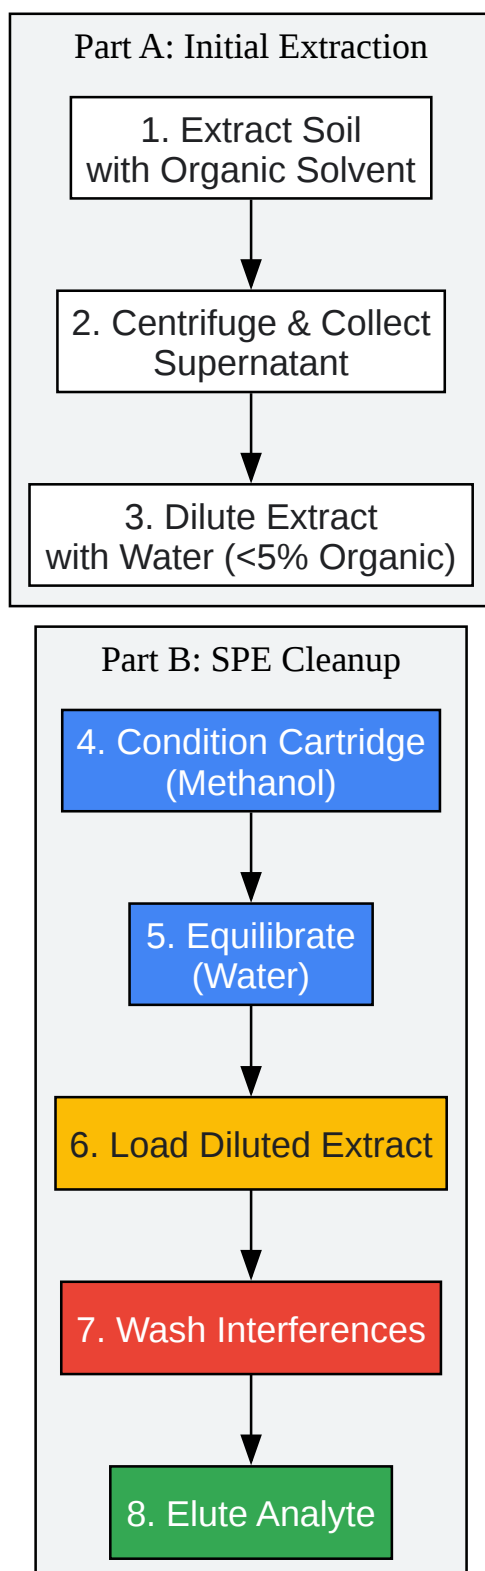 Part A: Initial Extraction
1. Extract Soil
with Organic Solvent
2. Centrifuge & Collect
Supernatant
3. Dilute Extract
with Water (<5% Organic)
Part B: SPE Cleanup
4. Condition Cartridge
(Methanol)
5. Equilibrate
(Water)
6. Load Diluted Extract
7. Wash Interferences
8. Elute Analyte